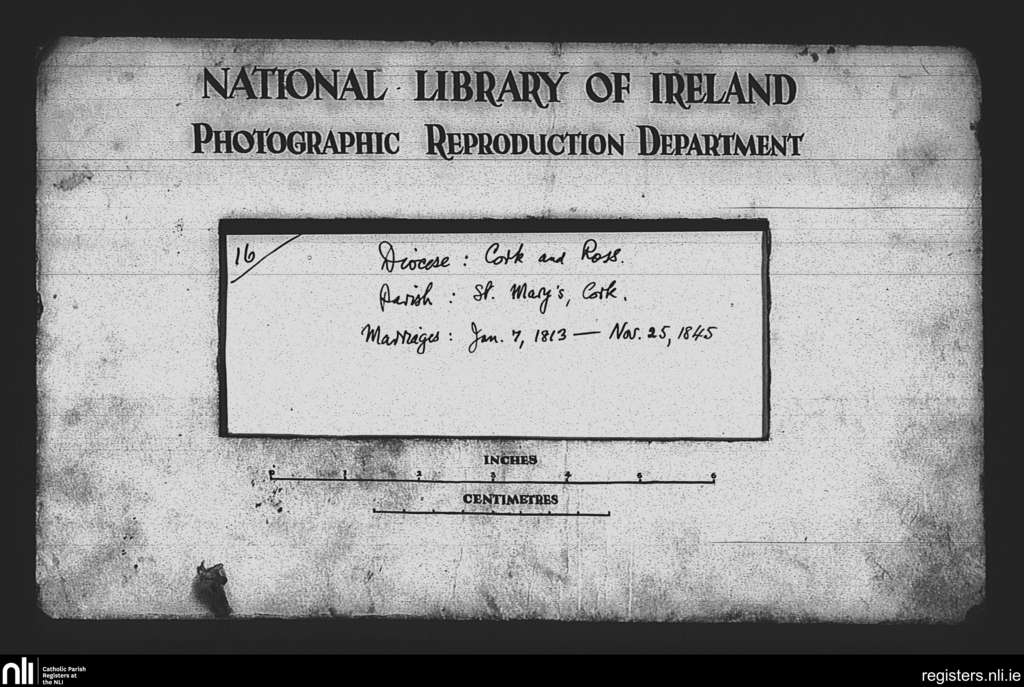 NATIONAL LIBRARY OF IRELAND
PHOTOGRAPHIC REPRODUCTION DEPARTMENT
16
Diocese : Cork and Ross.
Parish : St. Mary's, Cork.
Marriages : Jan. 7, 1813 — Nov. 25, 1845
INCHES
0 1 2 3 4 5 6
CENTIMETRES
nli
Catholic Parish
Registers at
the NLI
registers.nli.ie